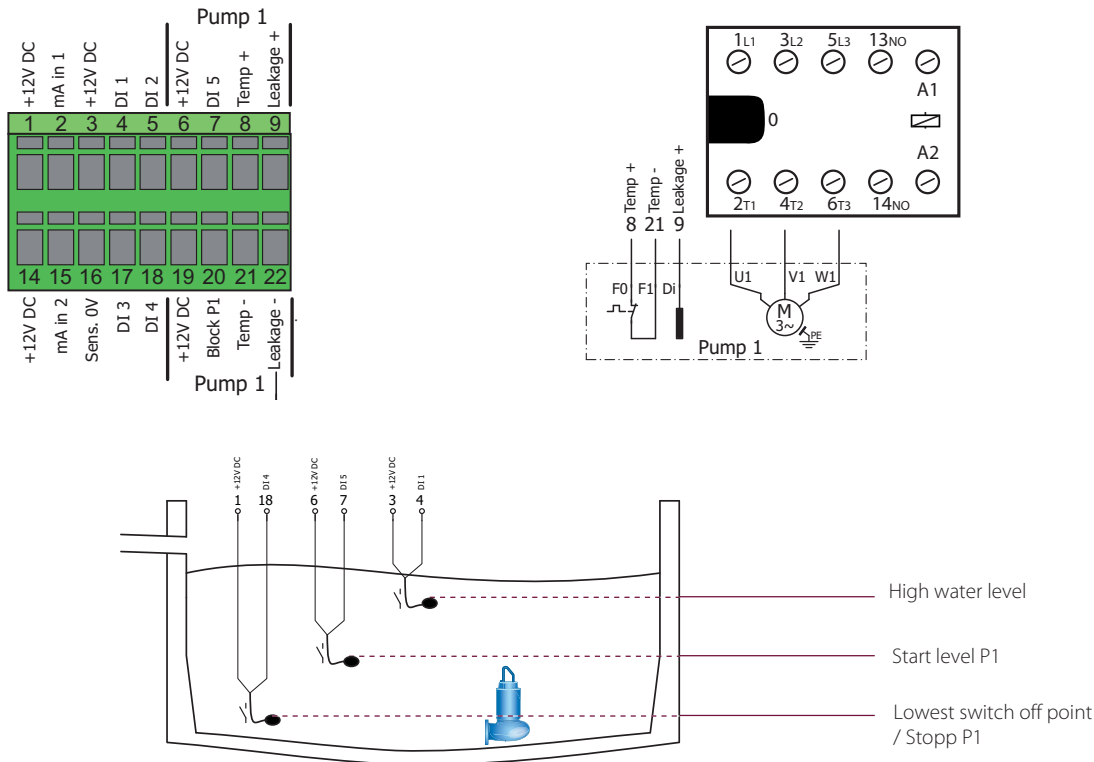 Pump 1
+12V DC mA in 1 +12V DC DI 1 DI 2 +12V DC DI 5 Temp + Leakage +
1 2 3 4 5 6 7 8 9
14 15 16 17 18 19 20 21 22
+12V DC mA in 2 Sens. 0V DI 3 DI 4 +12V DC Block P1 Temp - Leakage -
Pump 1
1L1 3L2 5L3 13NO
A1
0
A2
2T1 4T2 6T3 14NO
Temp + Temp - Leakage +
8 21 9
U1 V1 W1
F0 F1 Di
M
3~
PE
Pump 1
+12V DC DI 4 +12V DC DI 5 +12V DC DI 1
1 18 6 7 3 4
High water level
Start level P1
Lowest switch off point
/ Stopp P1